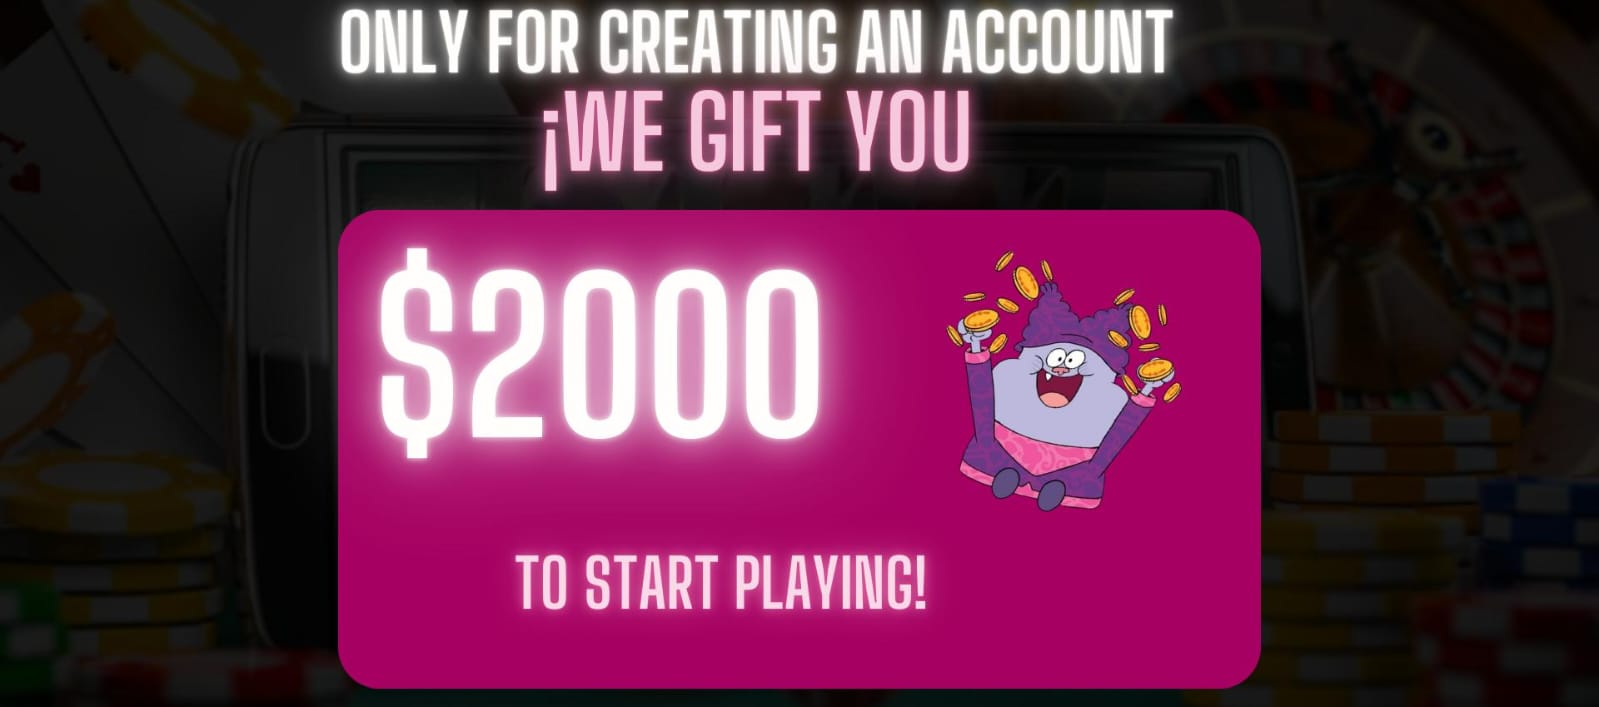 ONLY FOR CREATING AN ACCOUNT
¡WE GIFT YOU
$2000
TO START PLAYING!